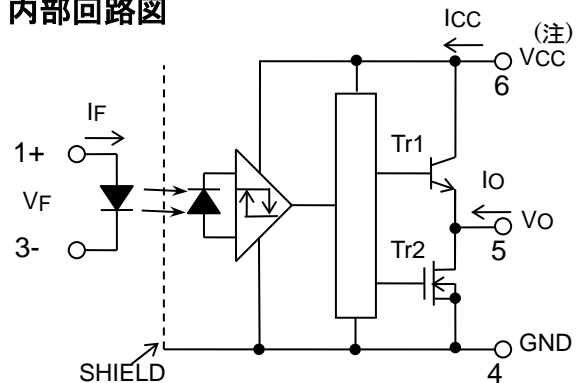 内部回路図
ICC
(注)
VCC
6
IF
1+
Tr1
IO
VF
VO
5
3-
Tr2
GND
4
SHIELD